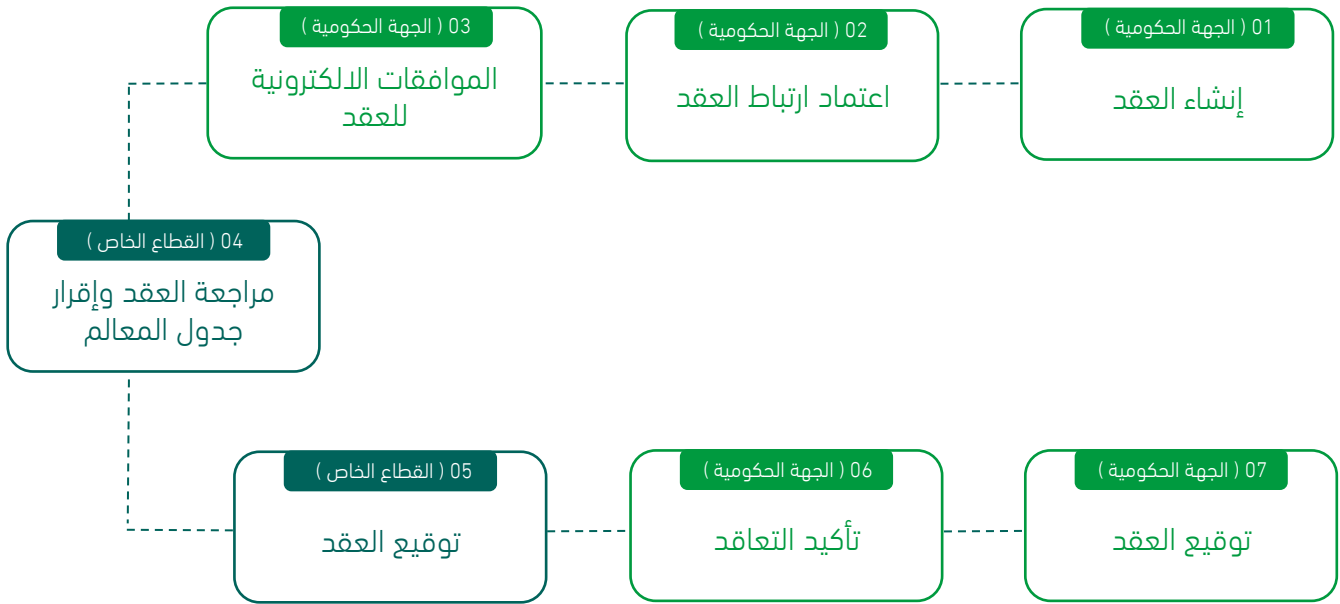 01 ( الجهة الحكومية )
إنشاء العقد
02 ( الجهة الحكومية )
اعتماد ارتباط العقد
03 ( الجهة الحكومية )
الموافقات الالكترونية
للعقد
04 ( القطاع الخاص )
مراجعة العقد وإقرار
جدول المعالم
05 ( القطاع الخاص )
توقيع العقد
06 ( الجهة الحكومية )
تأكيد التعاقد
07 ( الجهة الحكومية )
توقيع العقد